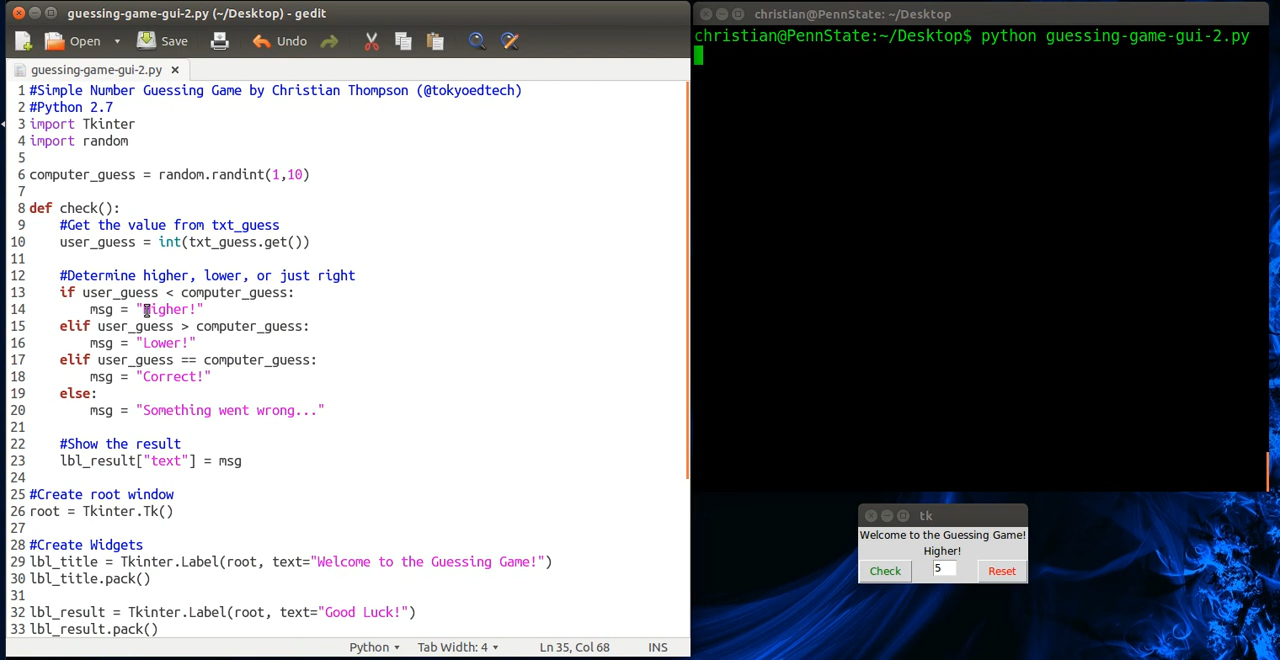 guessing-game-gui-2.py (~/Desktop) - gedit
Open Save Undo
guessing-game-gui-2.py
1 #Simple Number Guessing Game by Christian Thompson (@tokyoedtech)
2 #Python 2.7
3 import Tkinter
4 import random
5
6 computer_guess = random.randint(1,10)
7
8 def check():
9     #Get the value from txt_guess
10     user_guess = int(txt_guess.get())
11
12     #Determine higher, lower, or just right
13     if user_guess < computer_guess:
14         msg = "Higher!"
15     elif user_guess > computer_guess:
16         msg = "Lower!"
17     elif user_guess == computer_guess:
18         msg = "Correct!"
19     else:
20         msg = "Something went wrong..."
21
22     #Show the result
23     lbl_result["text"] = msg
24
25 #Create root window
26 root = Tkinter.Tk()
27
28 #Create Widgets
29 lbl_title = Tkinter.Label(root, text="Welcome to the Guessing Game!")
30 lbl_title.pack()
31
32 lbl_result = Tkinter.Label(root, text="Good Luck!")
33 lbl_result.pack()
Python Tab Width: 4 Ln 35, Col 68 INS
christian@PennState: ~/Desktop
christian@PennState:~/Desktop$ python guessing-game-gui-2.py
tk
Welcome to the Guessing Game!
Higher!
Check 5 Reset